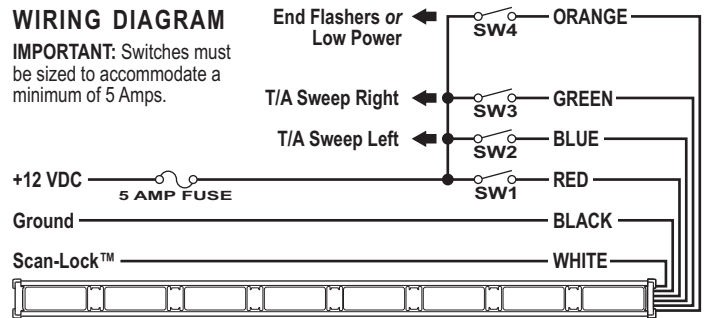 WIRING DIAGRAM
IMPORTANT: Switches must
be sized to accommodate a
minimum of 5 Amps.
End Flashers or
Low Power
SW4
ORANGE
T/A Sweep Right
SW3
GREEN
T/A Sweep Left
SW2
BLUE
+12 VDC
5 AMP FUSE
SW1
RED
Ground
BLACK
Scan-Lock™
WHITE